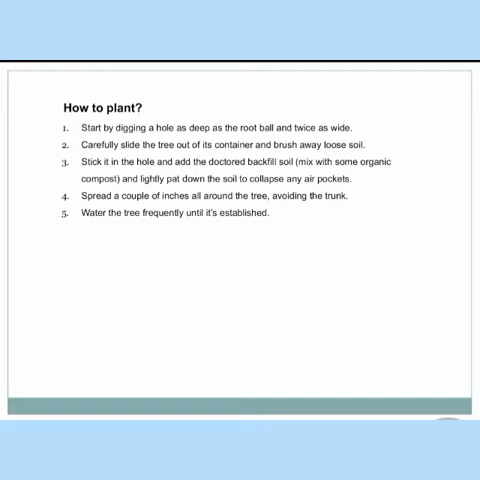 How to plant?
1. Start by digging a hole as deep as the root ball and twice as wide.
2. Carefully slide the tree out of its container and brush away loose soil.
3. Stick it in the hole and add the doctored backfill soil (mix with some organic
compost) and lightly pat down the soil to collapse any air pockets.
4. Spread a couple of inches all around the tree, avoiding the trunk.
5. Water the tree frequently until it's established.